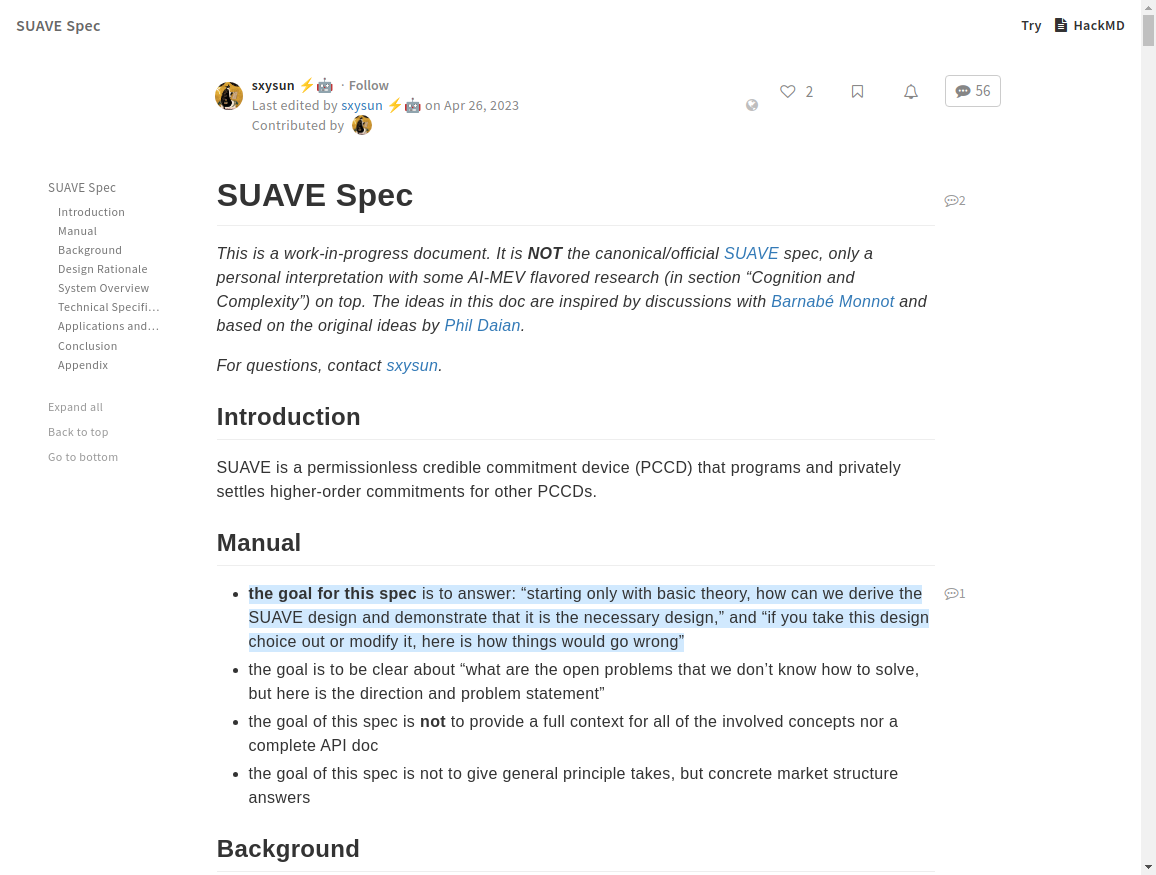 SUAVE Spec
Try HackMD
sxysun ⚡🤖 · Follow
Last edited by sxysun ⚡🤖 on Apr 26, 2023
Contributed by
2
56
SUAVE Spec
Introduction
Manual
Background
Design Rationale
System Overview
Technical Specifi…
Applications and…
Conclusion
Appendix
Expand all
Back to top
Go to bottom
SUAVE Spec
2
This is a work-in-progress document. It is NOT the canonical/official SUAVE spec, only a
personal interpretation with some AI-MEV flavored research (in section “Cognition and
Complexity”) on top. The ideas in this doc are inspired by discussions with Barnabé Monnot and
based on the original ideas by Phil Daian.
For questions, contact sxysun.
Introduction
SUAVE is a permissionless credible commitment device (PCCD) that programs and privately
settles higher-order commitments for other PCCDs.
Manual
• the goal for this spec is to answer: “starting only with basic theory, how can we derive the
SUAVE design and demonstrate that it is the necessary design,” and “if you take this design
choice out or modify it, here is how things would go wrong”
1
• the goal is to be clear about “what are the open problems that we don’t know how to solve,
but here is the direction and problem statement”
• the goal of this spec is not to provide a full context for all of the involved concepts nor a
complete API doc
• the goal of this spec is not to give general principle takes, but concrete market structure
answers
Background